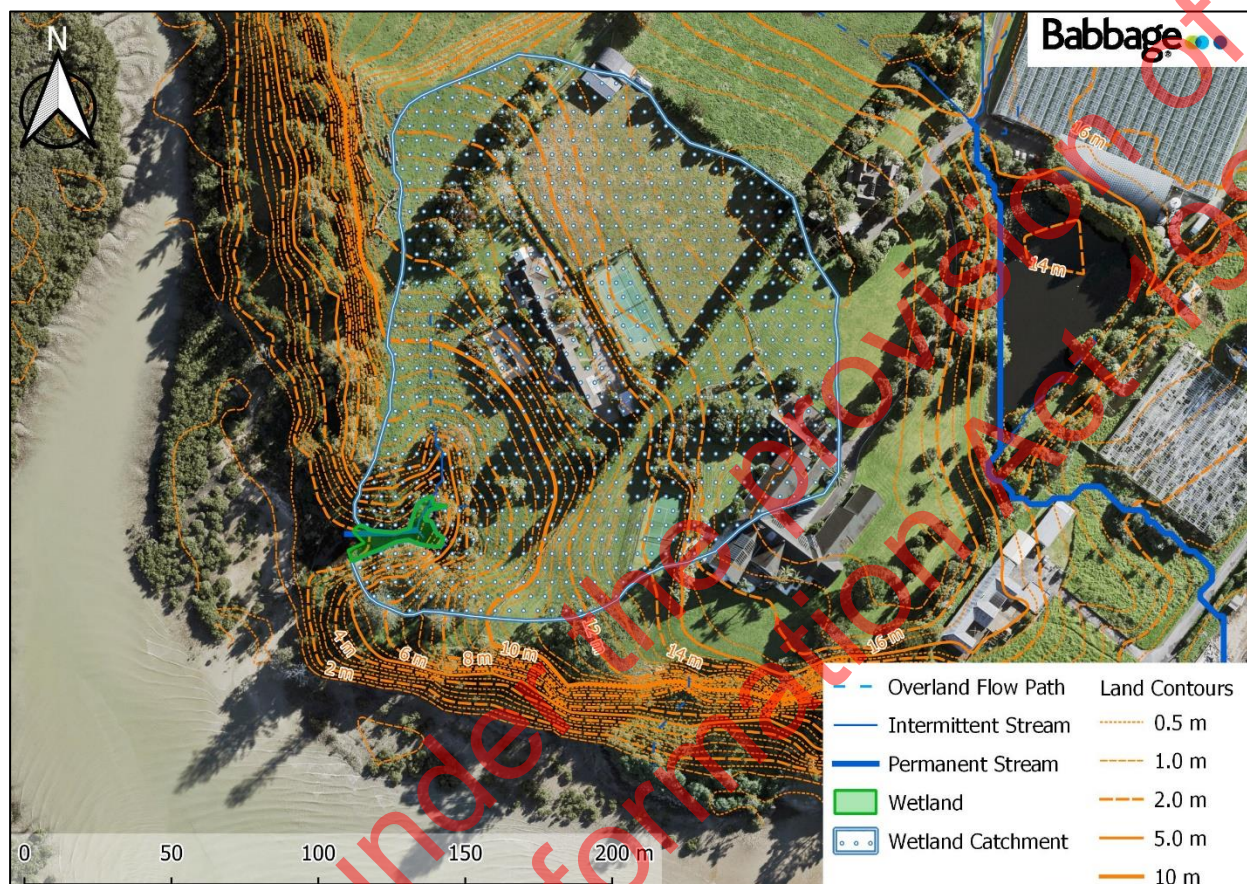 N
Babbage
16 m
14 m
4 m
2 m
6 m
8 m
10 m
12 m
14 m
16 m
0 50 100 150 200 m
Overland Flow Path
Intermittent Stream
Permanent Stream
Wetland
Wetland Catchment
Land Contours
0.5 m
1.0 m
2.0 m
5.0 m
10 m
Under the provision of
formation Act 19